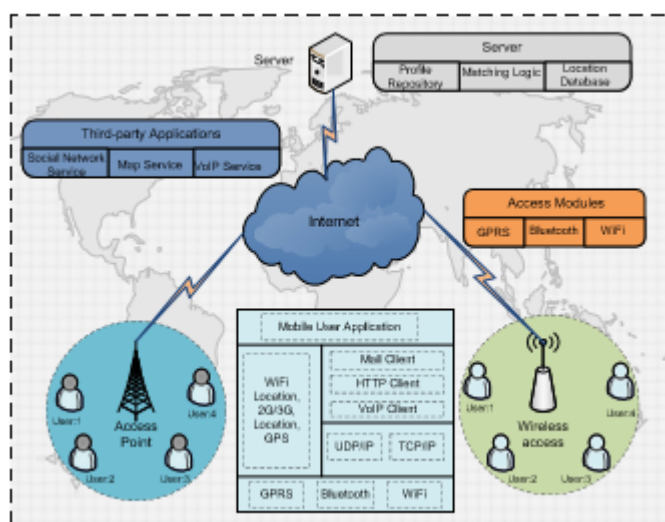 Server
Server
Profile
Repository
Matching Logic
Location
Database
Third-party Applications
Social Network
Service
Map Service
VoIP Service
Internet
Access Modules
GPRS
Bluetooth
WiFi
Mobile User Application
WiFi
Location,
2G/3G,
Location,
GPS
Mail Client
HTTP Client
VoIP Client
UDP/IP
TCP/IP
GPRS
Bluetooth
WiFi
User:1
User:4
Access
Point
User:2
User:3
User:1
User:4
Wireless
access
User:2
User:3